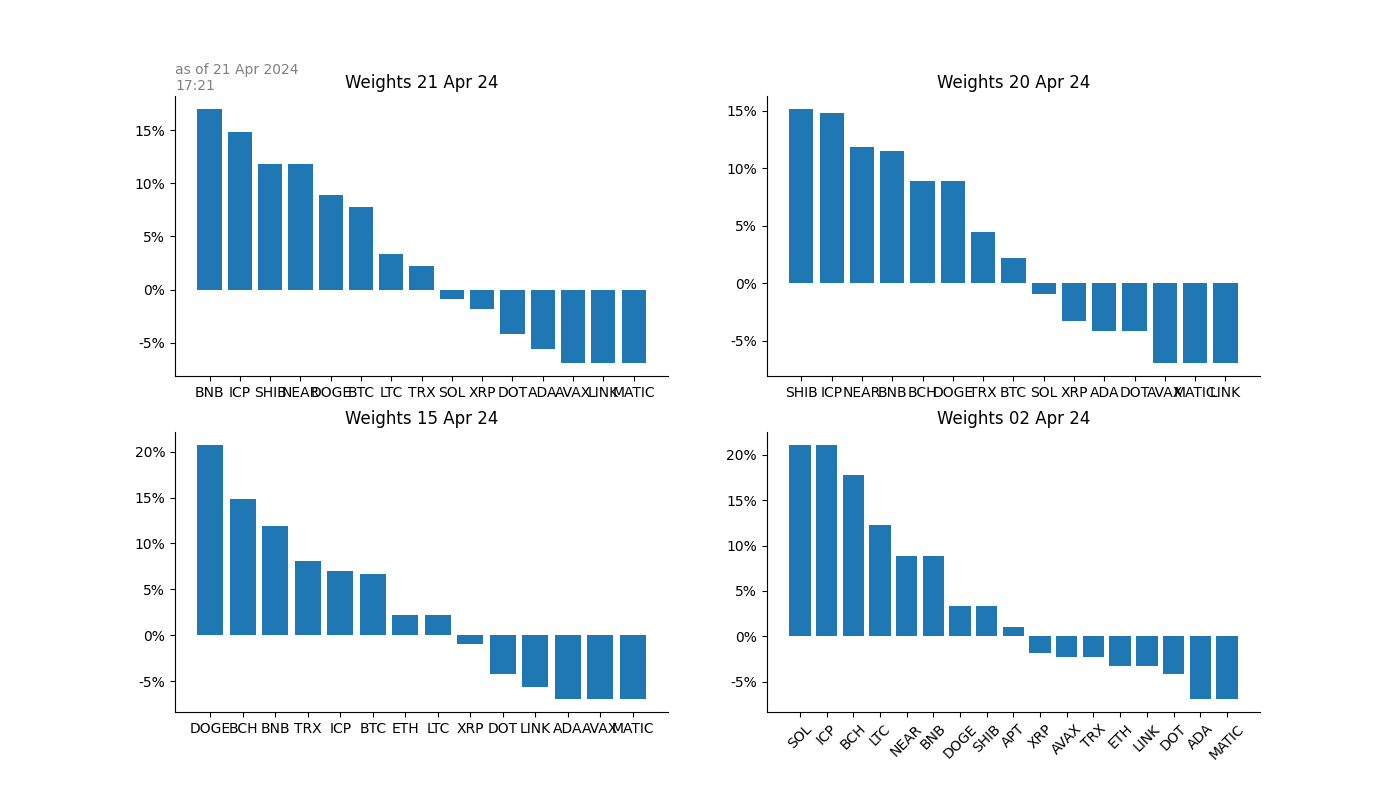 as of 21 Apr 2024
17:21
Weights 21 Apr 24
15%
10%
5%
0%
-5%
BNB ICP SHIB NEAR DOGE BTC LTC TRX SOL XRP DOT ADA AVAX LINK MATIC
Weights 20 Apr 24
15%
10%
5%
0%
-5%
SHIB ICP NEAR BNB BCH DOGE TRX BTC SOL XRP ADA DOT AVAX MATIC LINK
Weights 15 Apr 24
20%
15%
10%
5%
0%
-5%
DOGE BCH BNB TRX ICP BTC ETH LTC XRP DOT LINK ADA AVAX MATIC
Weights 02 Apr 24
20%
15%
10%
5%
0%
-5%
SOL ICP BCH LTC NEAR BNB DOGE SHIB APT XRP AVAX TRX ETH LINK DOT ADA MATIC